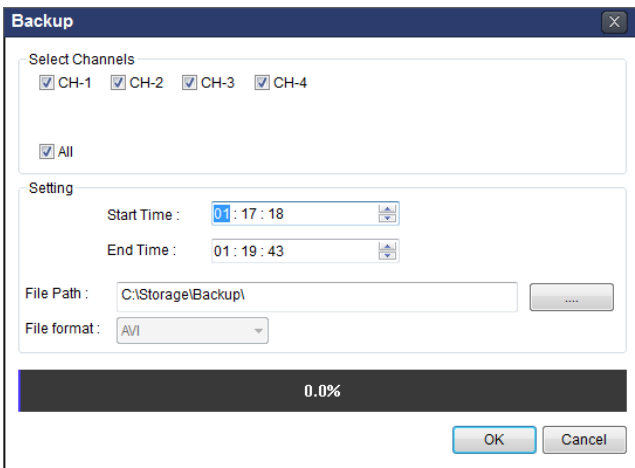 Backup
Select Channels
CH-1 CH-2 CH-3 CH-4
All
Setting
Start Time : 01 : 17 : 18
End Time : 01 : 19 : 43
File Path : C:\Storage\Backup\ ....
File format : AVI
0.0%
OK Cancel